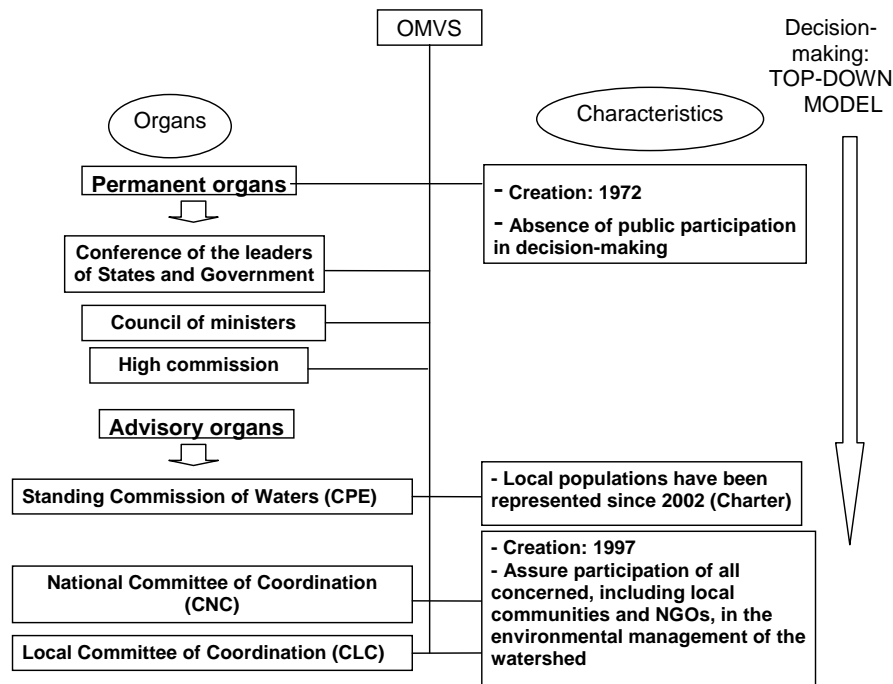 OMVS
Decision-
making:
TOP-DOWN
MODEL
Organs
Characteristics
Permanent organs
- Creation: 1972
- Absence of public participation
in decision-making
Conference of the leaders
of States and Government
Council of ministers
High commission
Advisory organs
Standing Commission of Waters (CPE)
- Local populations have been
represented since 2002 (Charter)
National Committee of Coordination
(CNC)
Local Committee of Coordination (CLC)
- Creation: 1997
- Assure participation of all
concerned, including local
communities and NGOs, in the
environmental management of the
watershed